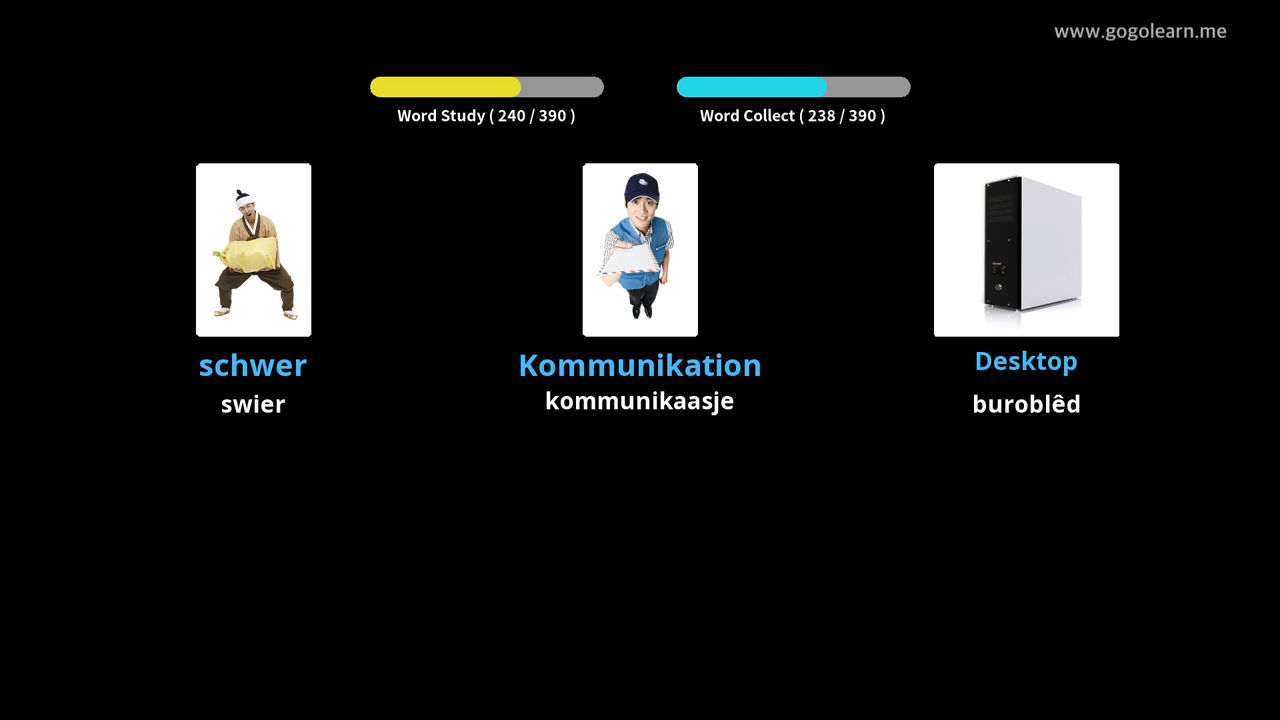 www.gogolearn.me
Word Study ( 240 / 390 )
Word Collect ( 238 / 390 )
schwer
swier
Kommunikation
kommunikaasje
Desktop
buroblêd